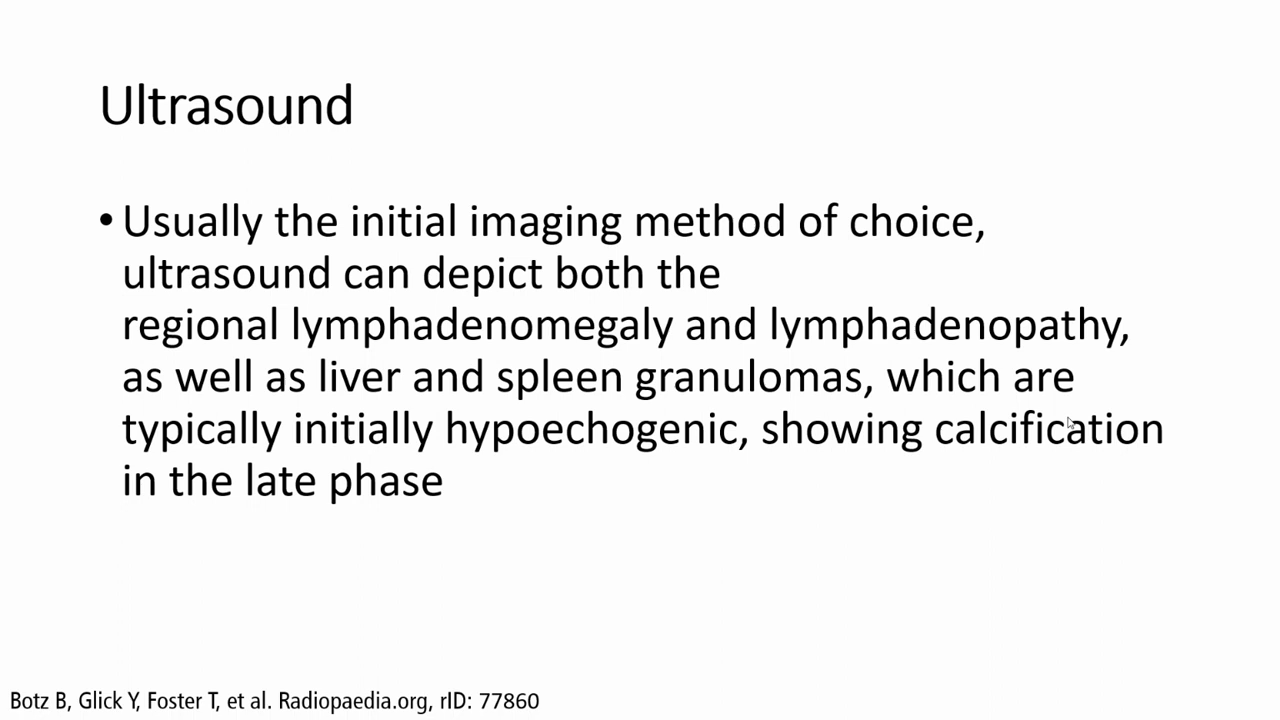 Ultrasound
• Usually the initial imaging method of choice,
ultrasound can depict both the
regional lymphadenomegaly and lymphadenopathy,
as well as liver and spleen granulomas, which are
typically initially hypoechogenic, showing calcification
in the late phase
Botz B, Glick Y, Foster T, et al. Radiopaedia.org, rID: 77860